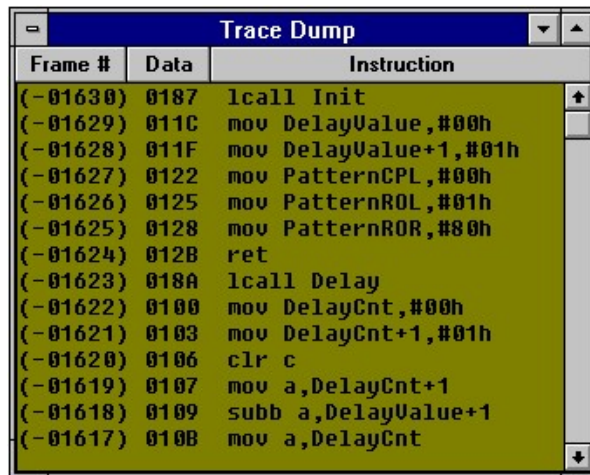 Trace Dump
Frame # Data Instruction
(-01630) 0187 lcall Init
(-01629) 011C mov DelayValue,#00h
(-01628) 011F mov DelayValue+1,#01h
(-01627) 0122 mov PatternCPL,#00h
(-01626) 0125 mov PatternROL,#01h
(-01625) 0128 mov PatternROR,#80h
(-01624) 012B ret
(-01623) 018A lcall Delay
(-01622) 0100 mov DelayCnt,#00h
(-01621) 0103 mov DelayCnt+1,#01h
(-01620) 0106 clr c
(-01619) 0107 mov a,DelayCnt+1
(-01618) 0109 subb a,DelayValue+1
(-01617) 010B mov a,DelayCnt